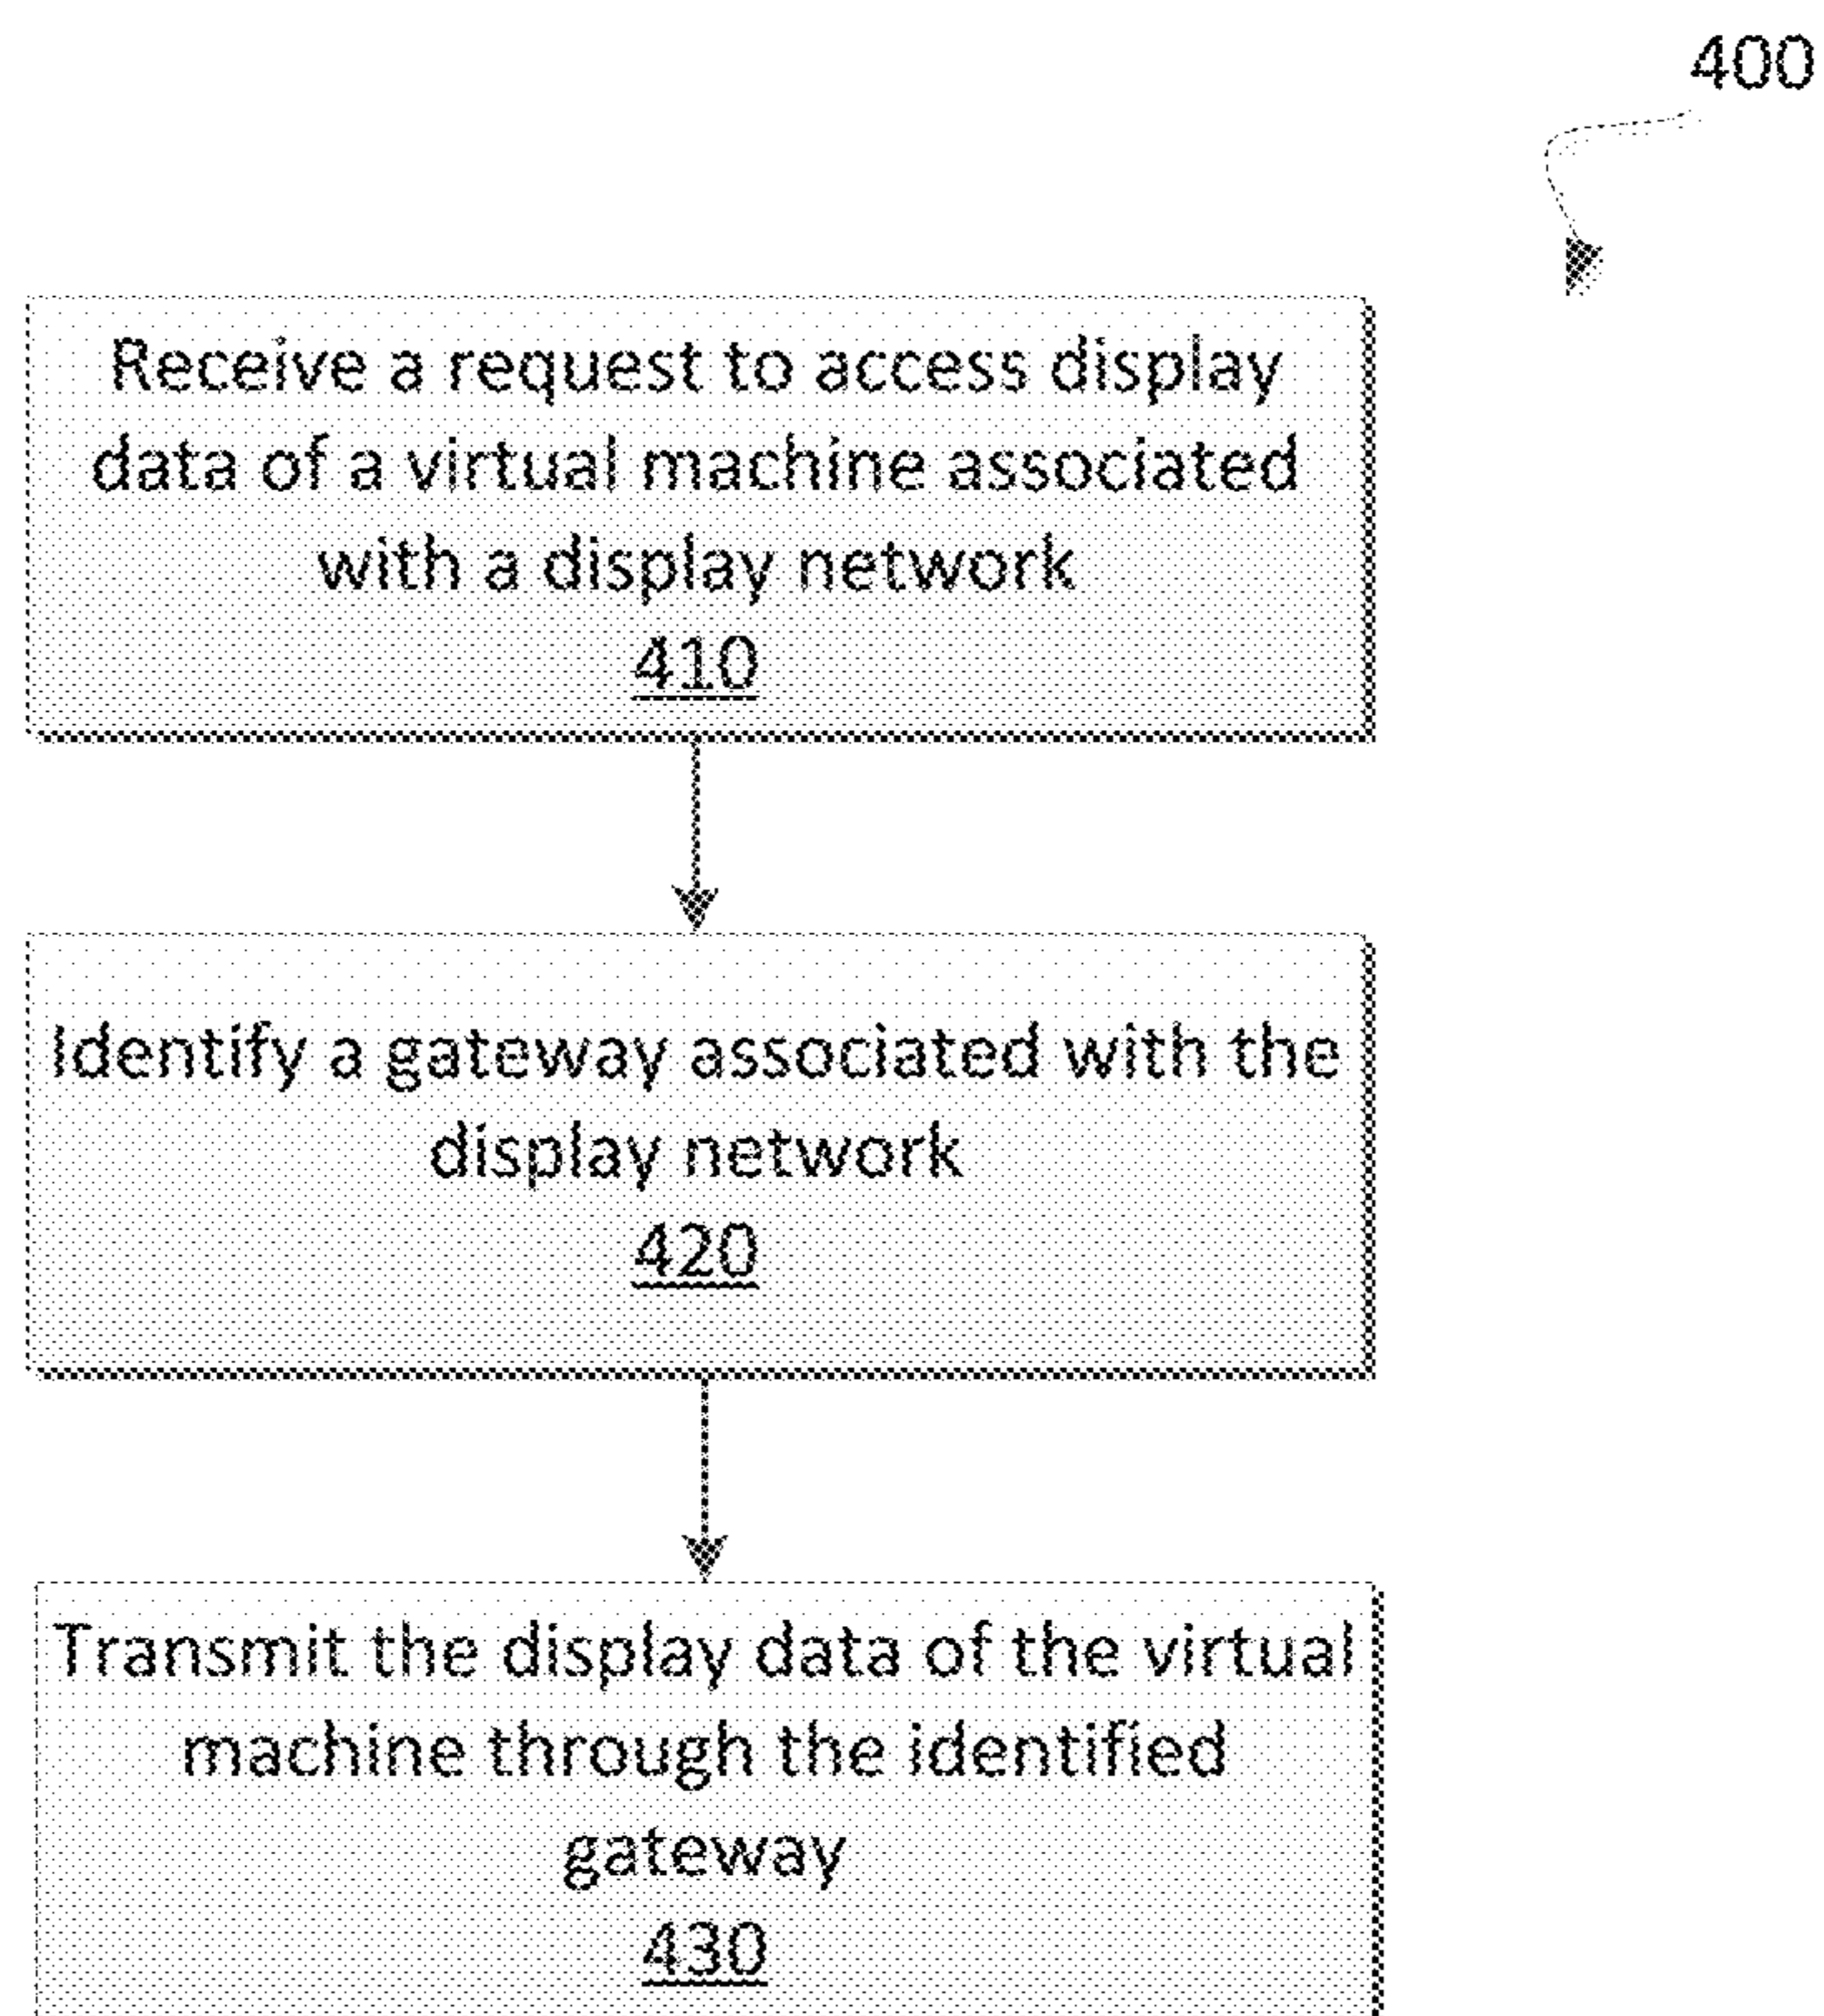 400
Receive a request to access display
data of a virtual machine associated
with a display network
410
Identify a gateway associated with the
display network
420
Transmit the display data of the virtual
machine through the identified
gateway
430